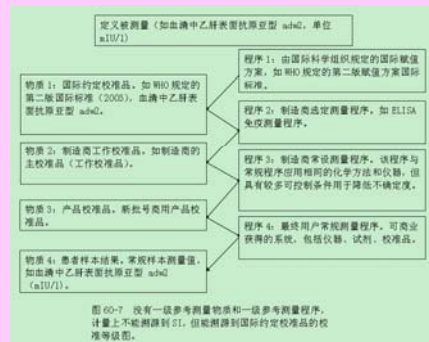 定义被测量（如血清中乙肝表面抗原亚型 adw2，单位
mIU/l）
物质 1：国际约定校准品。如 WHO 规定的
第二版国际标准（2003），血清中乙肝表
面抗原亚型 adw2。
物质 2：制造商工作校准品。如制造商的
主校准品（工作校准品）。
物质 3：产品校准品。新批号商用产品校
准品。
物质 4：患者样本结果。常规样本测量值，
如血清中乙肝表面抗原亚型 adw2
（mIU/l）。
程序 1：由国际科学组织规定的国际赋值
方案，如 WHO 规定的第二版赋值方案国际
标准。
程序 2：制造商选定测量程序。如 ELISA
免疫测量程序。
程序 3：制造商常设测量程序。该程序与
常规程序应用相同的化学方法和仪器，但
具有较多可控制条件用于降低不确定度。
程序 4：最终用户常规测量程序。可商业
获得的系统，包括仪器、试剂、校准品。
图 60-7 没有一级参考测量物质和一级参考测量程序，
计量上不能溯源到 SI，但能溯源到国际约定校准品的校
准等级图。